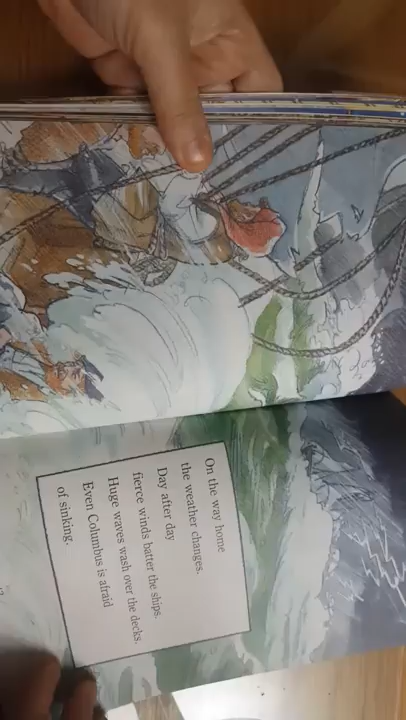 On the way home
the weather changes.
Day after day
fierce winds batter the ships.
Huge waves wash over the decks.
Even Columbus is afraid
of sinking.